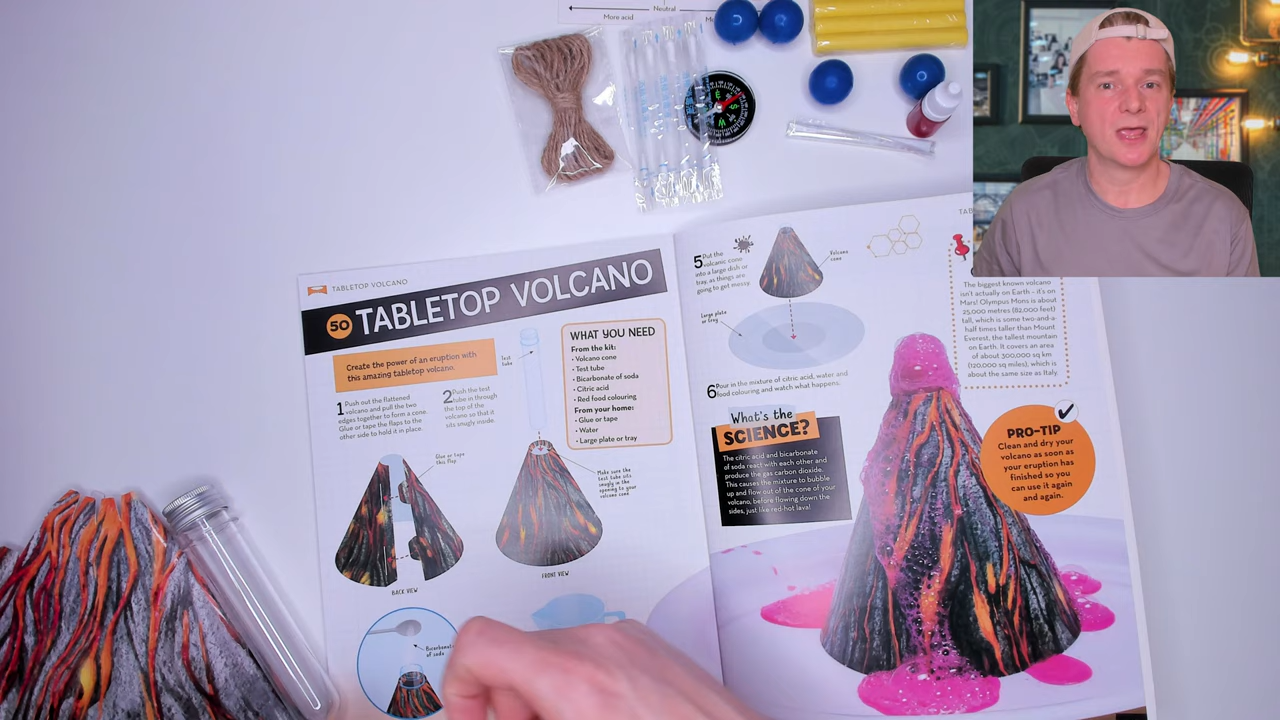 Neutral
More acid
TABLETOP VOLCANO
50 TABLETOP VOLCANO
Create the power of an eruption with
this amazing tabletop volcano.
1 Push out the flattened
volcano and pull the two
edges together to form a cone.
Glue or tape the flaps to the
other side to hold it in place.
2 Push the test
tube in through
the top of
the volcano so that it
sits snugly inside.
Test
tube
WHAT YOU NEED
From the kit:
• Volcano cone
• Test tube
• Bicarbonate of soda
• Citric acid
• Red food colouring
From your home:
• Glue or tape
• Water
• Large plate or tray
Glue or tape
this flap
Make sure the
test tube sits
snugly in the
opening to your
volcano cone
BACK VIEW
FRONT VIEW
Bicarbonate
of soda
5 Put the
volcanic cone
into a large dish or
tray, as things are
going to get messy.
Volcano
cone
Large plate
or tray
6 Pour in the mixture of citric acid, water and
food colouring and watch what happens.
What's the
SCIENCE?
The citric acid and bicarbonate
of soda react with each other and
produce the gas carbon dioxide.
This causes the mixture to bubble
up and flow out of the cone of your
volcano, before flowing down the
sides, just like red-hot lava!
The biggest known volcano
isn't actually on Earth – it's on
Mars! Olympus Mons is about
25,000 metres (82,000 feet)
tall, which is some two-and-a-
half times taller than Mount
Everest, the tallest mountain
on Earth. It covers an area
of about 300,000 sq km
(120,000 sq miles), which is
about the same size as Italy.
PRO-TIP
Clean and dry your
volcano as soon as
your eruption has
finished so you
can use it again
and again.